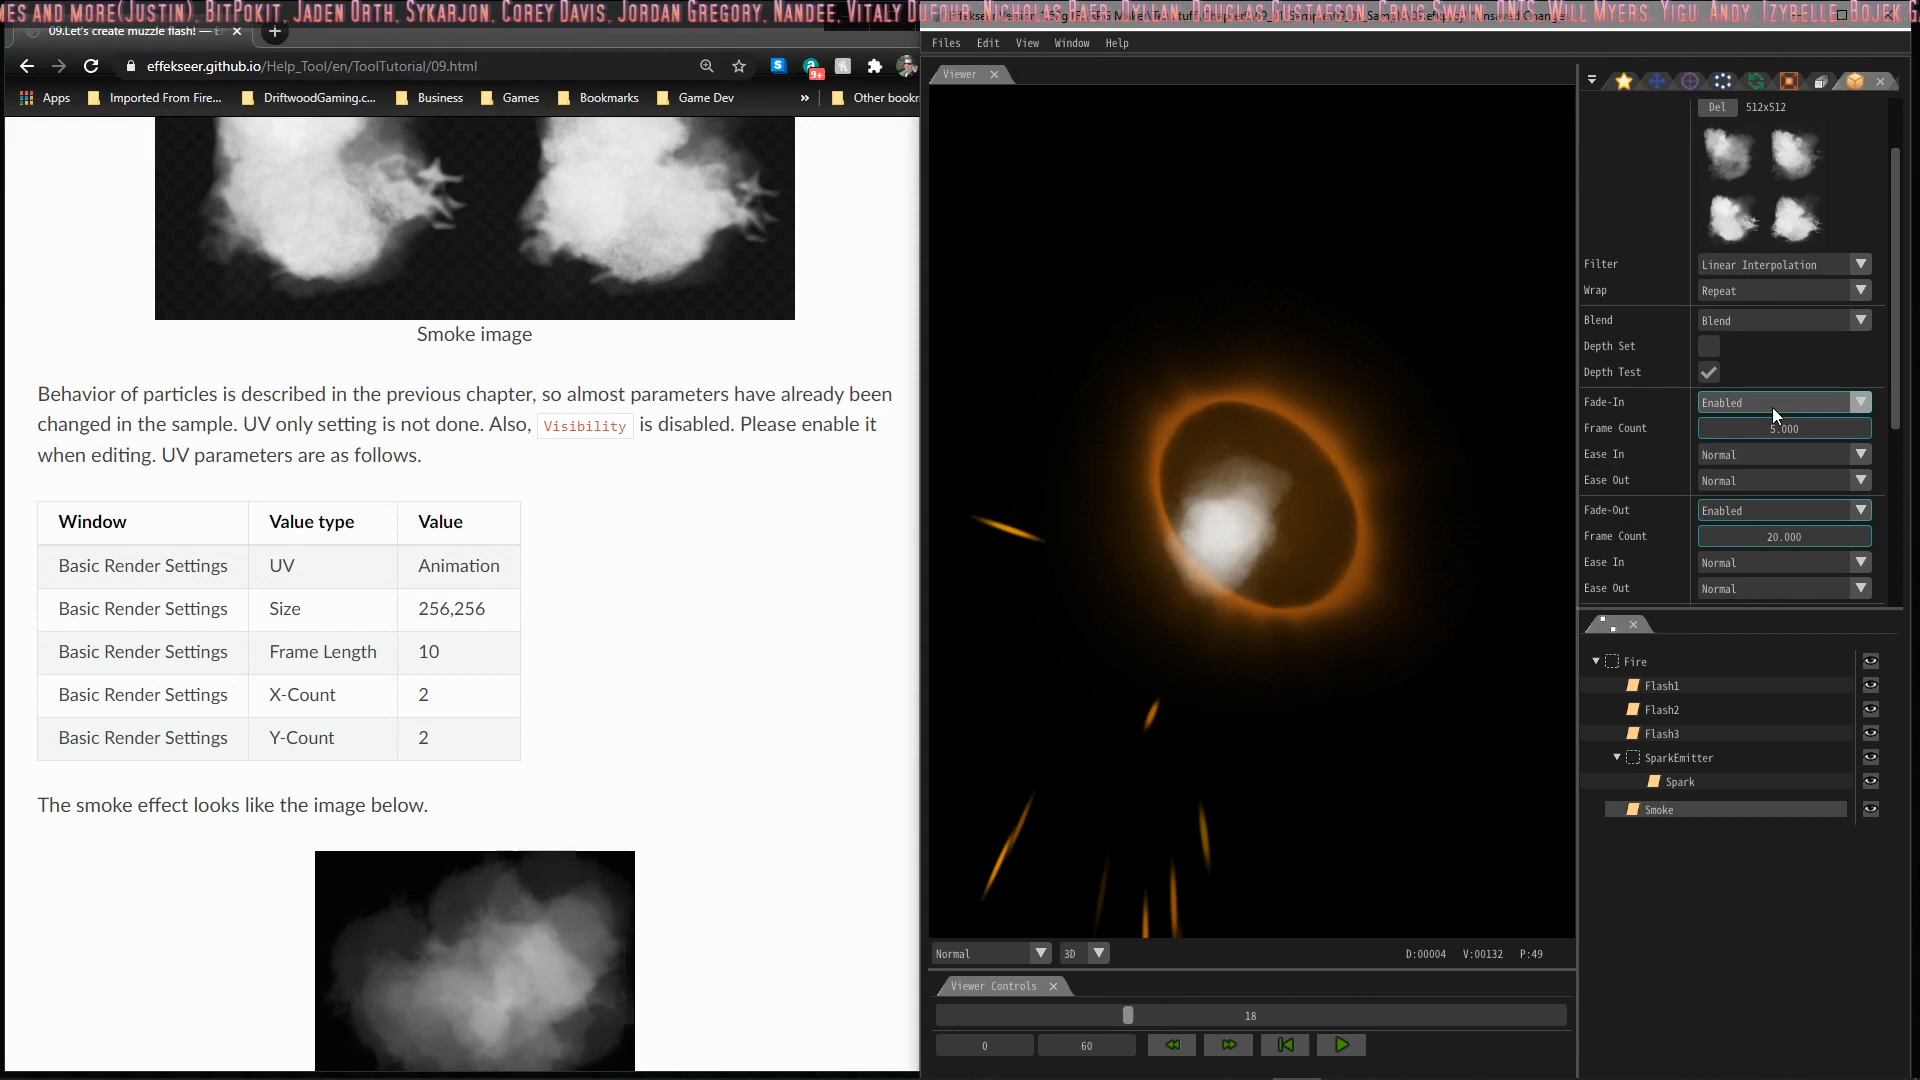 ES AND MORE(JUSTIN), BITPOKIT, JADEN ORTH, SYKARJON, COREY DAVIS, JORDAN GREGORY, NANDEE, VITALY DUFOUR, NICHOLAS BAER, DYKAN, DOUGLAS GUSTAFSON, CRAIG SWAIN, ONTS, WILL MYERS, YIGU ANDY IZYBELLE, BOJEK G
09.Let's create muzzle flash! —
effekseer.github.io/Help_Tool/en/ToolTutorial/09.html
9+
Apps
Imported From Fire...
DriftwoodGaming.c...
Business
Games
Bookmarks
Game Dev
»
Other bookn
Smoke image
Behavior of particles is described in the previous chapter, so almost parameters have already been
changed in the sample. UV only setting is not done. Also, Visibility is disabled. Please enable it
when editing. UV parameters are as follows.
Window Value type Value
Basic Render Settings UV Animation
Basic Render Settings Size 256,256
Basic Render Settings Frame Length 10
Basic Render Settings X-Count 2
Basic Render Settings Y-Count 2
The smoke effect looks like the image below.
Files Edit View Window Help
Viewer
Normal 3D D:00004 V:00132 P:49
Viewer Controls
18
0 60
Del 512x512
Filter Linear Interpolation
Wrap Repeat
Blend Blend
Depth Set
Depth Test
Fade-In Enabled
Frame Count 5.000
Ease In Normal
Ease Out Normal
Fade-Out Enabled
Frame Count 20.000
Ease In Normal
Ease Out Normal
Fire
Flash1
Flash2
Flash3
SparkEmitter
Spark
Smoke